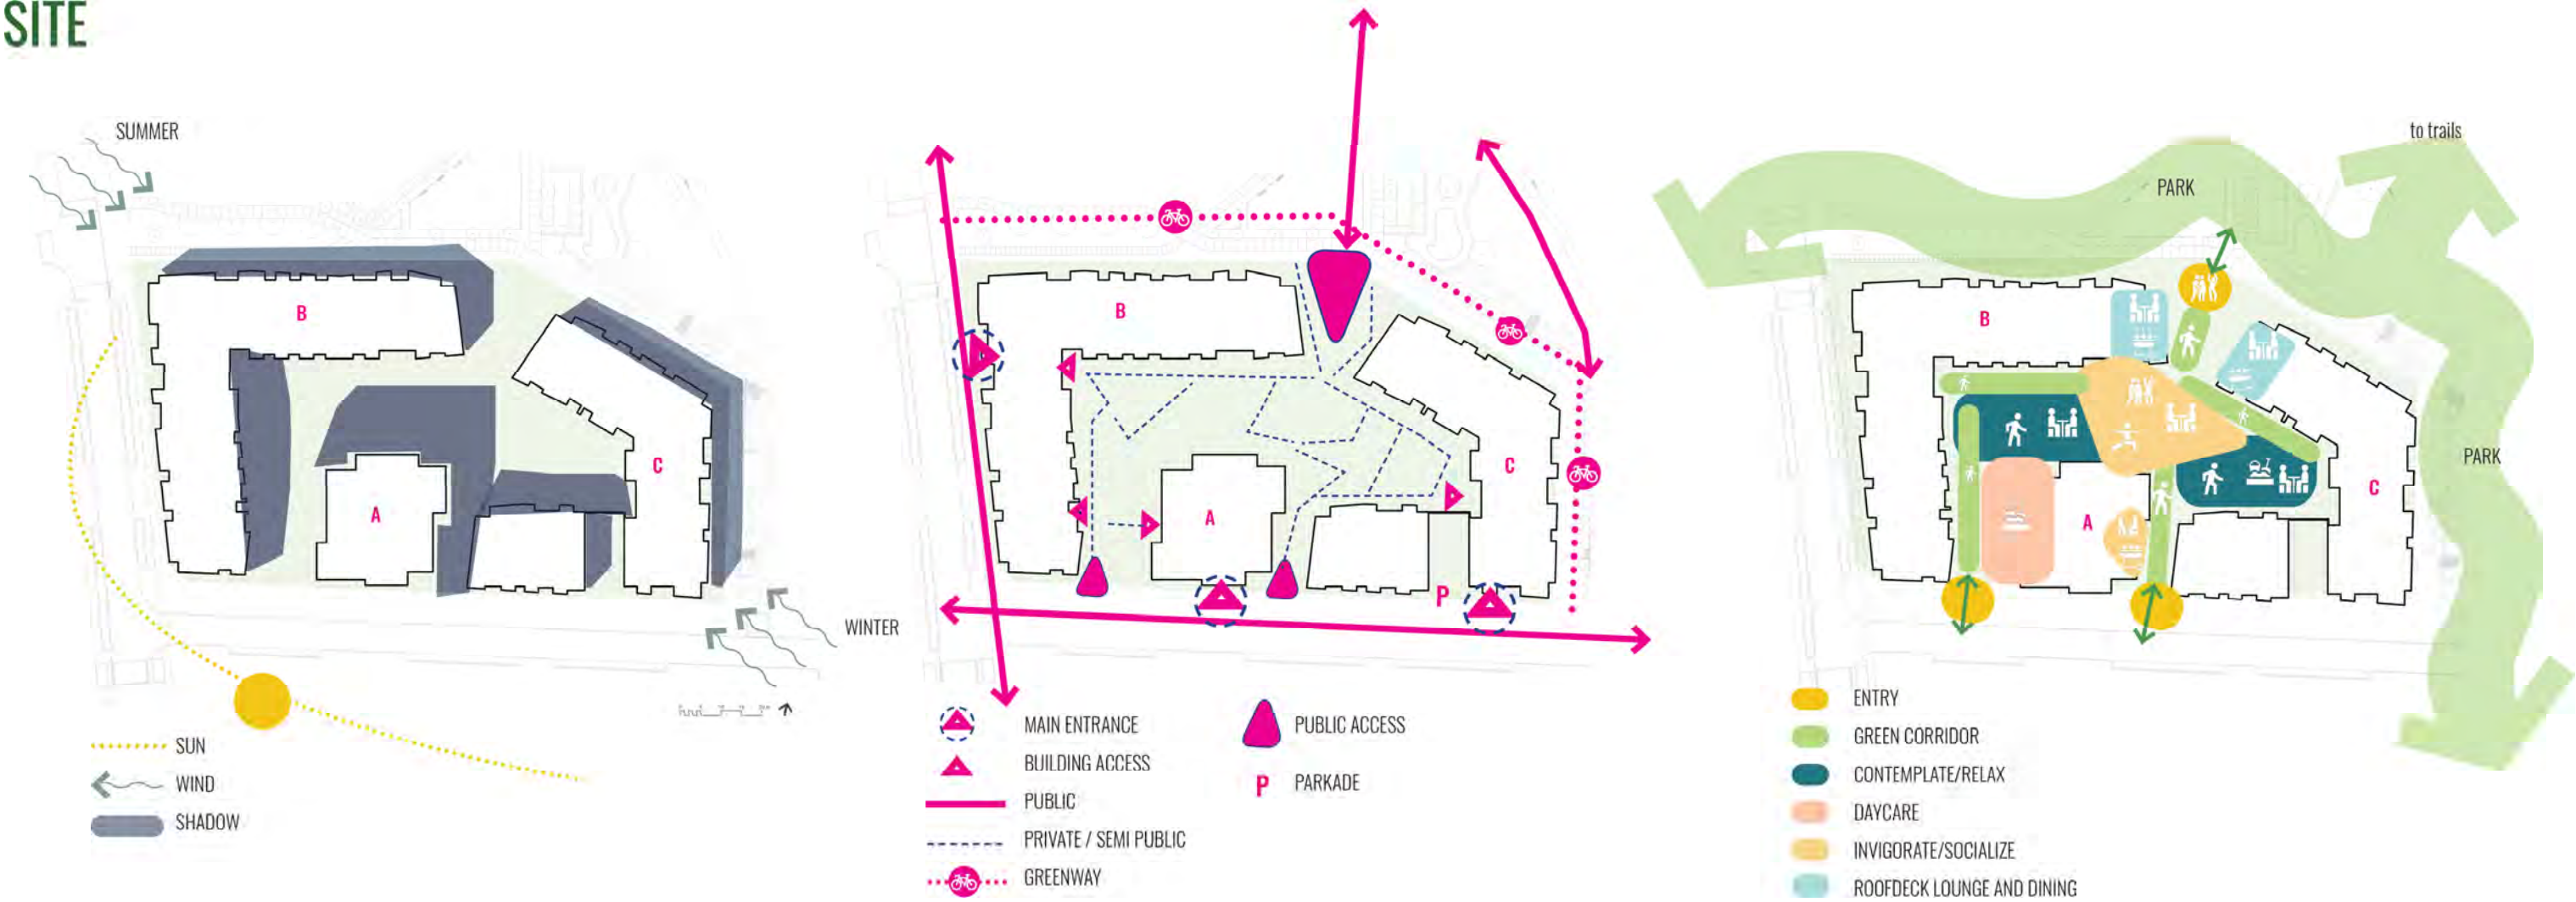 SITE
SUMMER
B
A
C
WINTER
SUN
WIND
SHADOW
B
A
C
P
MAIN ENTRANCE
BUILDING ACCESS
PUBLIC
PRIVATE / SEMI PUBLIC
GREENWAY
PUBLIC ACCESS
P
PARKADE
to trails
PARK
PARK
B
A
C
ENTRY
GREEN CORRIDOR
CONTEMPLATE/RELAX
DAYCARE
INVIGORATE/SOCIALIZE
ROOFDECK LOUNGE AND DINING